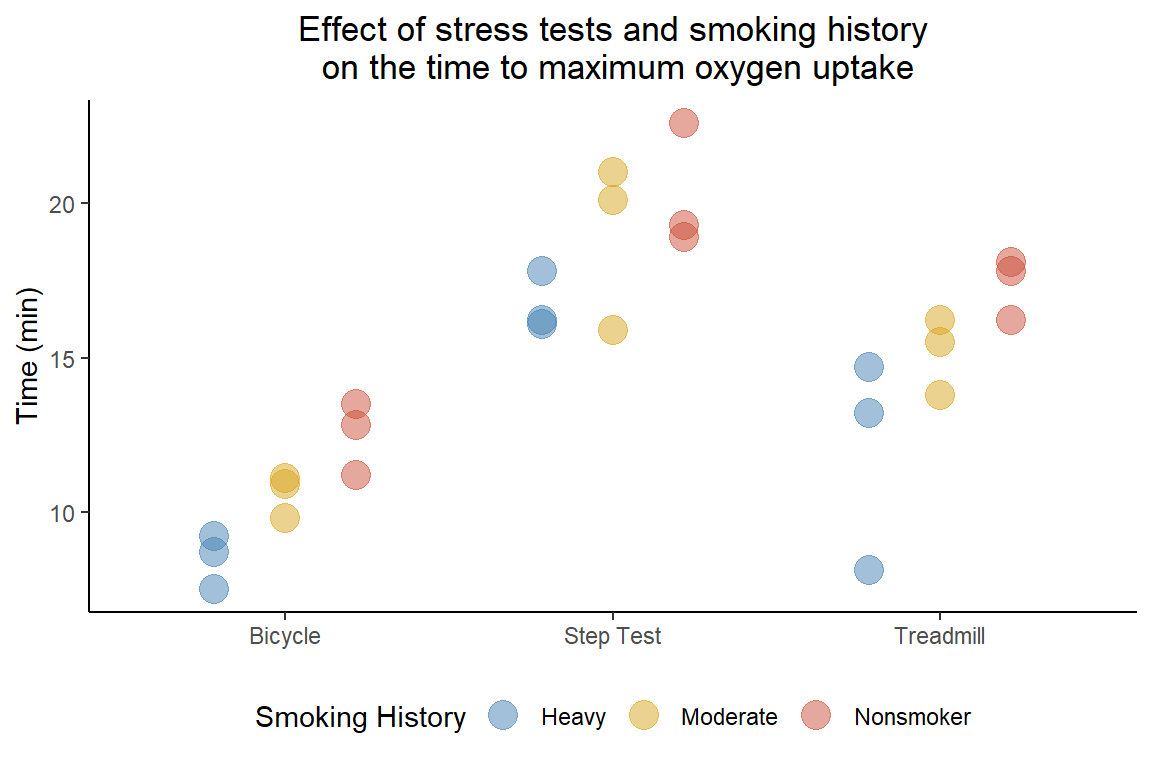 Effect of stress tests and smoking history
on the time to maximum oxygen uptake
Time (min)
20
15
10
Bicycle Step Test Treadmill
Smoking History Heavy Moderate Nonsmoker